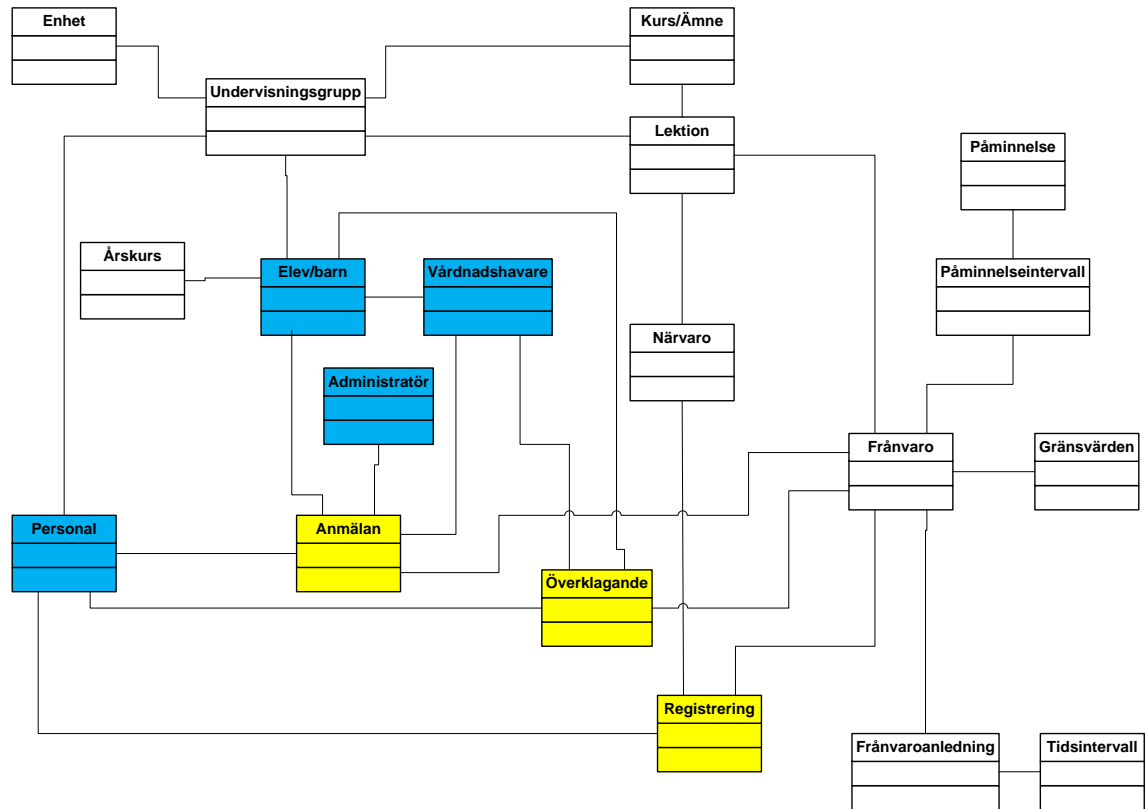 Enhet
Kurs/Ämne
Undervisningsgrupp
Lektion
Påminnelse
Årskurs
Elev/barn
Vårdnadshavare
Påminnelseintervall
Närvaro
Administratör
Frånvaro
Gränsvärden
Personal
Anmälan
Överklagande
Registrering
Frånvaroanledning
Tidsintervall